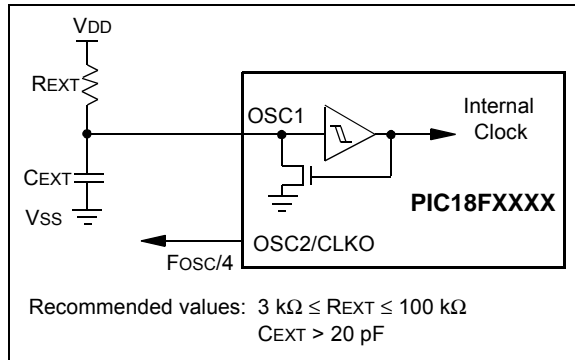 VDD
REXT
OSC1
Internal
Clock
CEXT
PIC18FXXXX
VSS
OSC2/CLKO
FOSC/4
Recommended values: 3 kΩ ≤ REXT ≤ 100 kΩ
CEXT > 20 pF